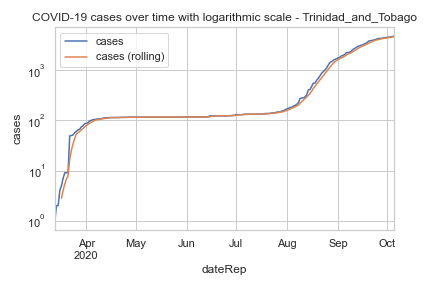 COVID-19 cases over time with logarithmic scale - Trinidad_and_Tobago
cases
cases (rolling)
10³
10²
10¹
10⁰
cases
Apr
2020
May
Jun
Jul
Aug
Sep
Oct
dateRep